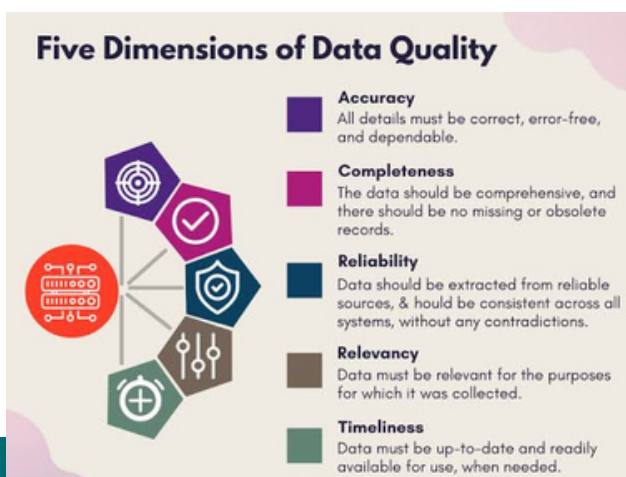 Five Dimensions of Data Quality
Accuracy
All details must be correct, error-free,
and dependable.
Completeness
The data should be comprehensive, and
there should be no missing or obsolete
records.
Reliability
Data should be extracted from reliable
sources, & hould be consistent across all
systems, without any contradictions.
Relevancy
Data must be relevant for the purposes
for which it was collected.
Timeliness
Data must be up-to-date and readily
available for use, when needed.